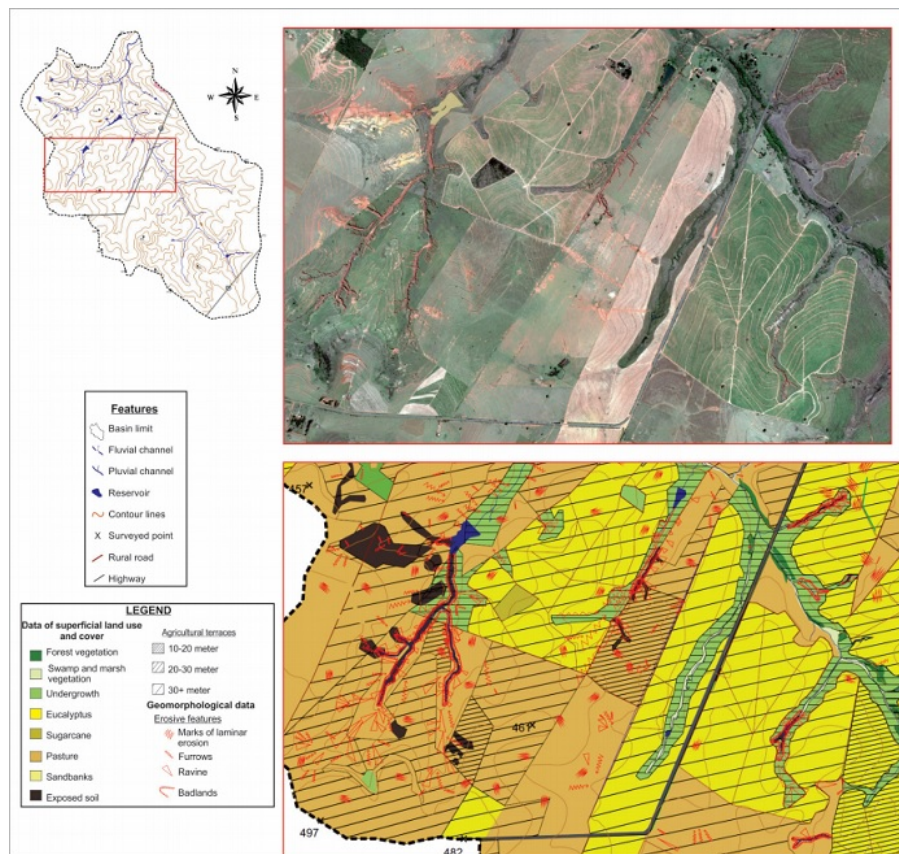 N
W E
S
Features
Basin limit
Fluvial channel
Pluvial channel
Reservoir
Contour lines
X Surveyed point
Rural road
Highway
LEGEND
Data of superficial land use
and cover
Forest vegetation
Swamp and marsh
vegetation
Undergrowth
Eucalyptus
Sugarcane
Pasture
Sandbanks
Exposed soil
Agricultural terraces
10-20 meter
20-30 meter
30+ meter
Geomorphological data
Erosive features
Marks of laminar
erosion
Furrows
Ravine
Badlands
457
461
497
482